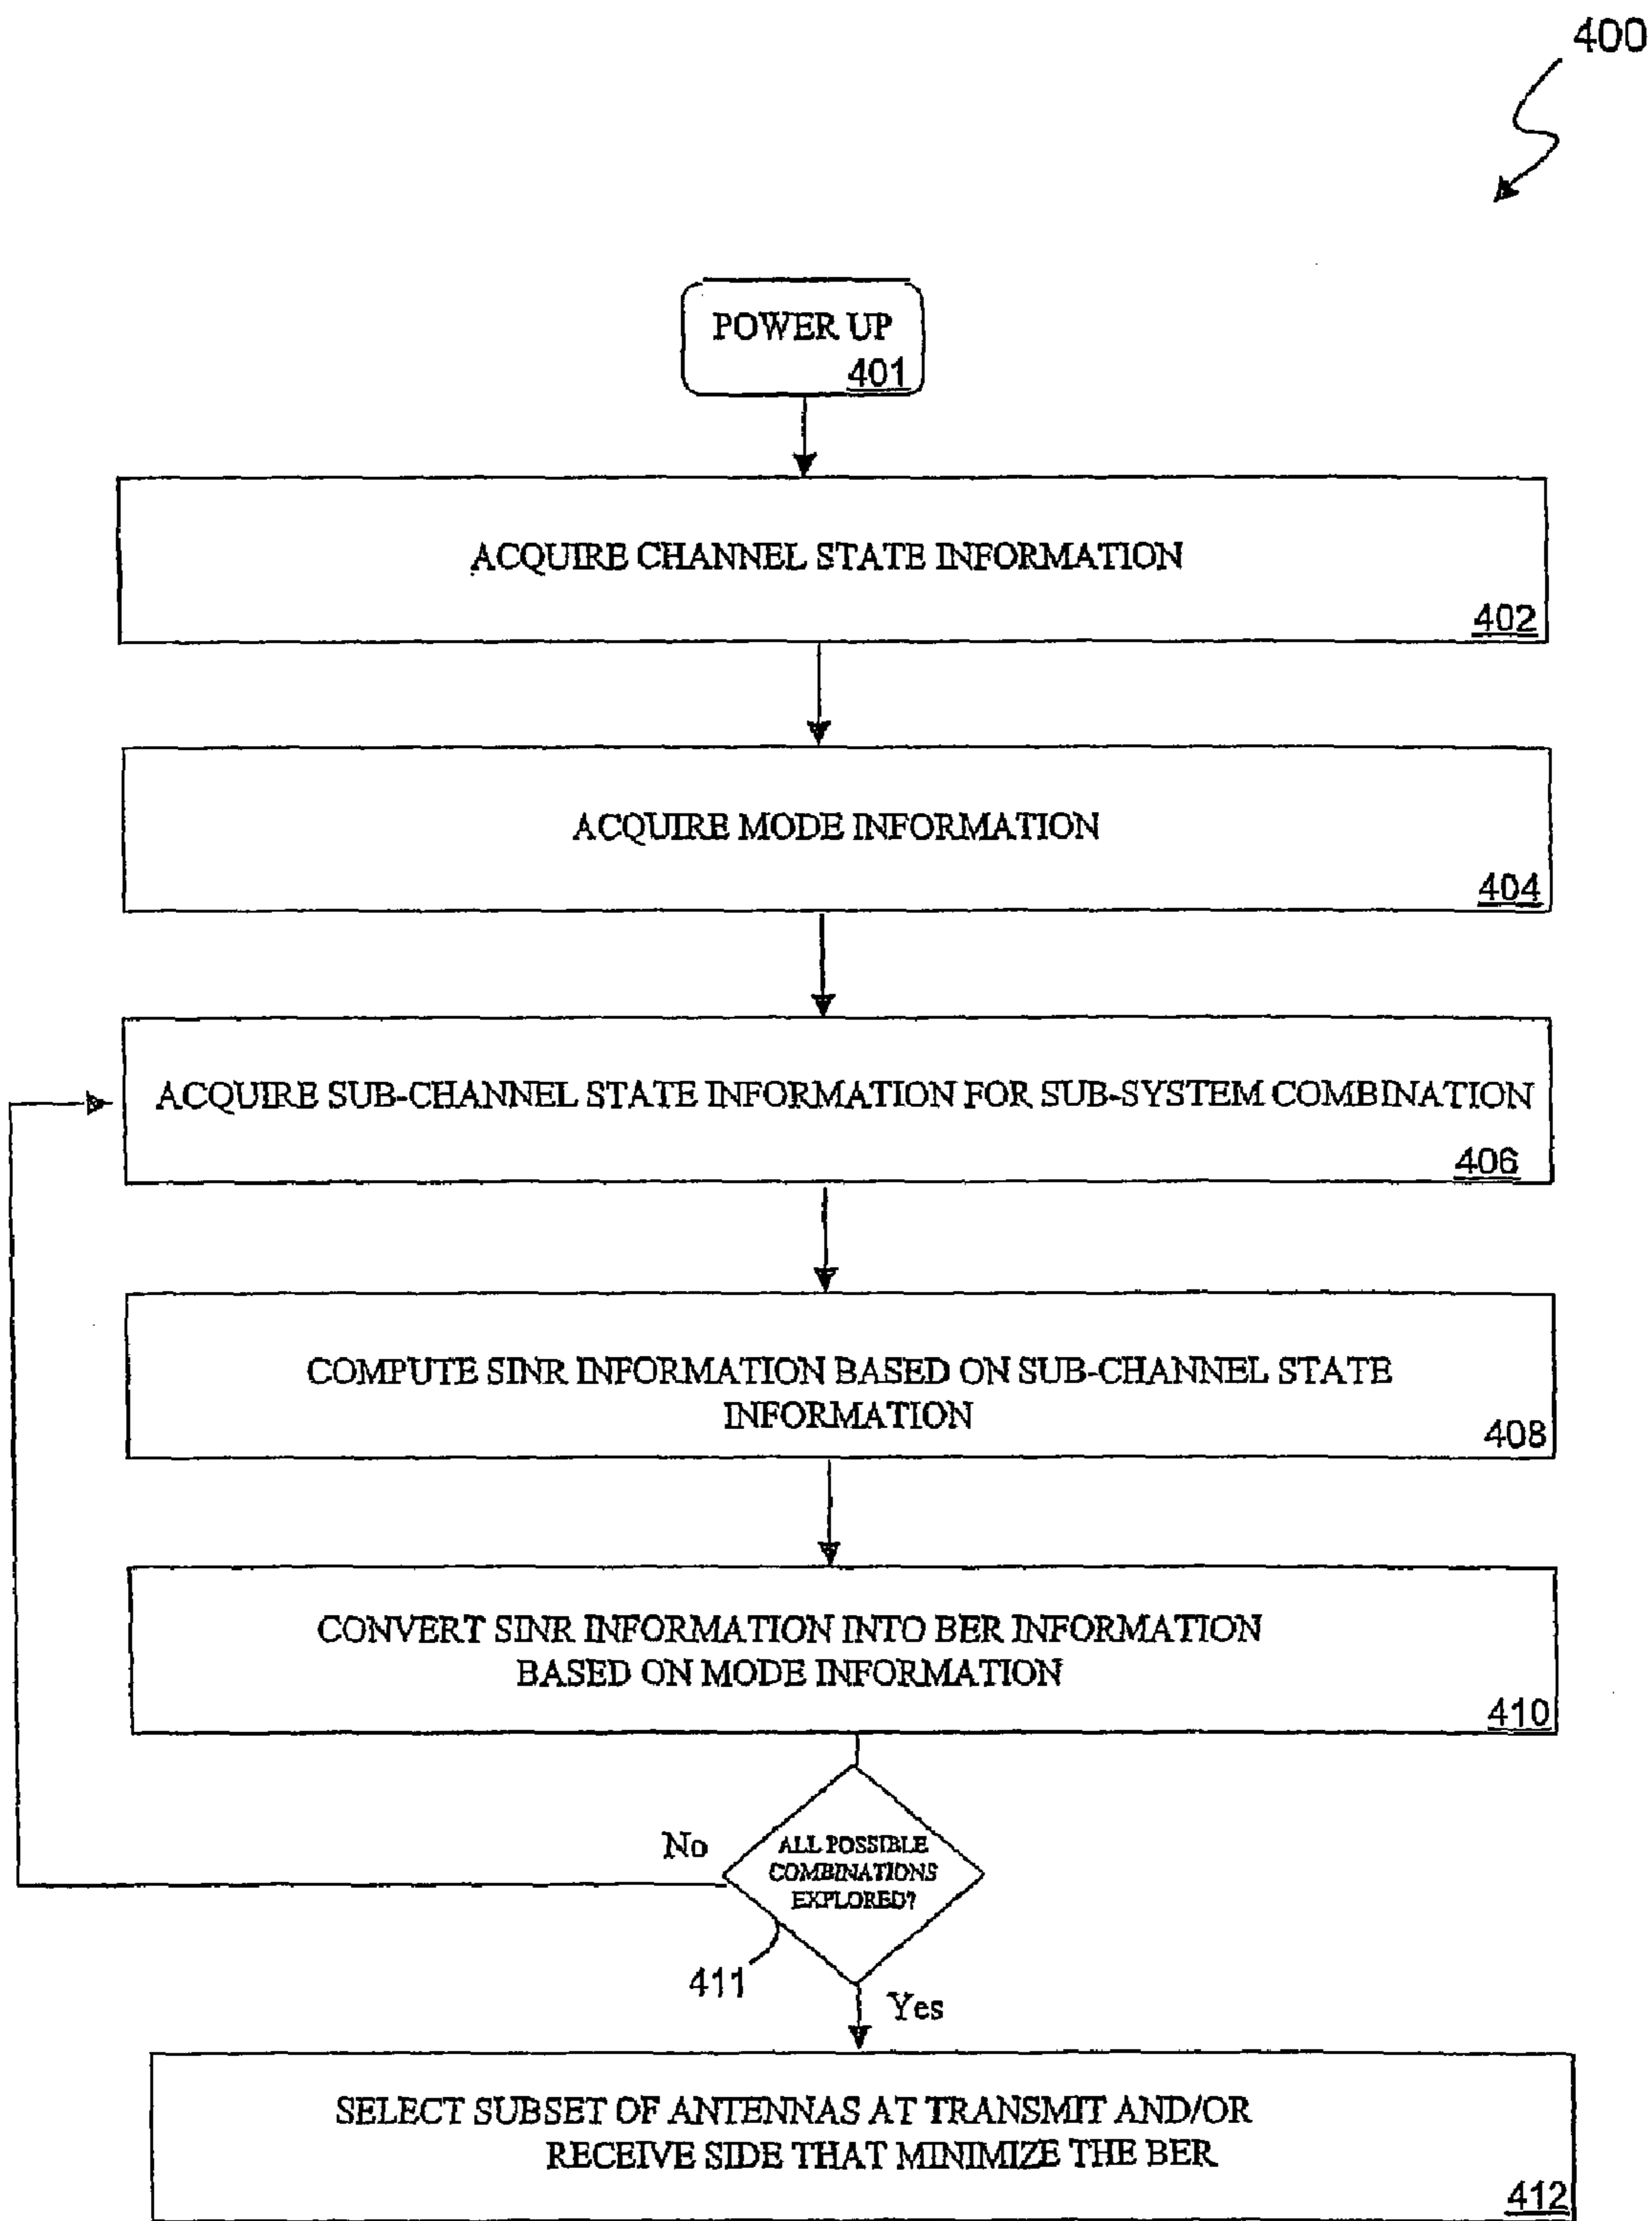 400
POWER UP
401
ACQUIRE CHANNEL STATE INFORMATION
402
ACQUIRE MODE INFORMATION
404
ACQUIRE SUB-CHANNEL STATE INFORMATION FOR SUB-SYSTEM COMBINATION
406
COMPUTE SINR INFORMATION BASED ON SUB-CHANNEL STATE
INFORMATION
408
CONVERT SINR INFORMATION INTO BER INFORMATION
BASED ON MODE INFORMATION
410
No
ALL POSSIBLE
COMBINATIONS
EXPLORED?
411
Yes
SELECT SUBSET OF ANTENNAS AT TRANSMIT AND/OR
RECEIVE SIDE THAT MINIMIZE THE BER
412